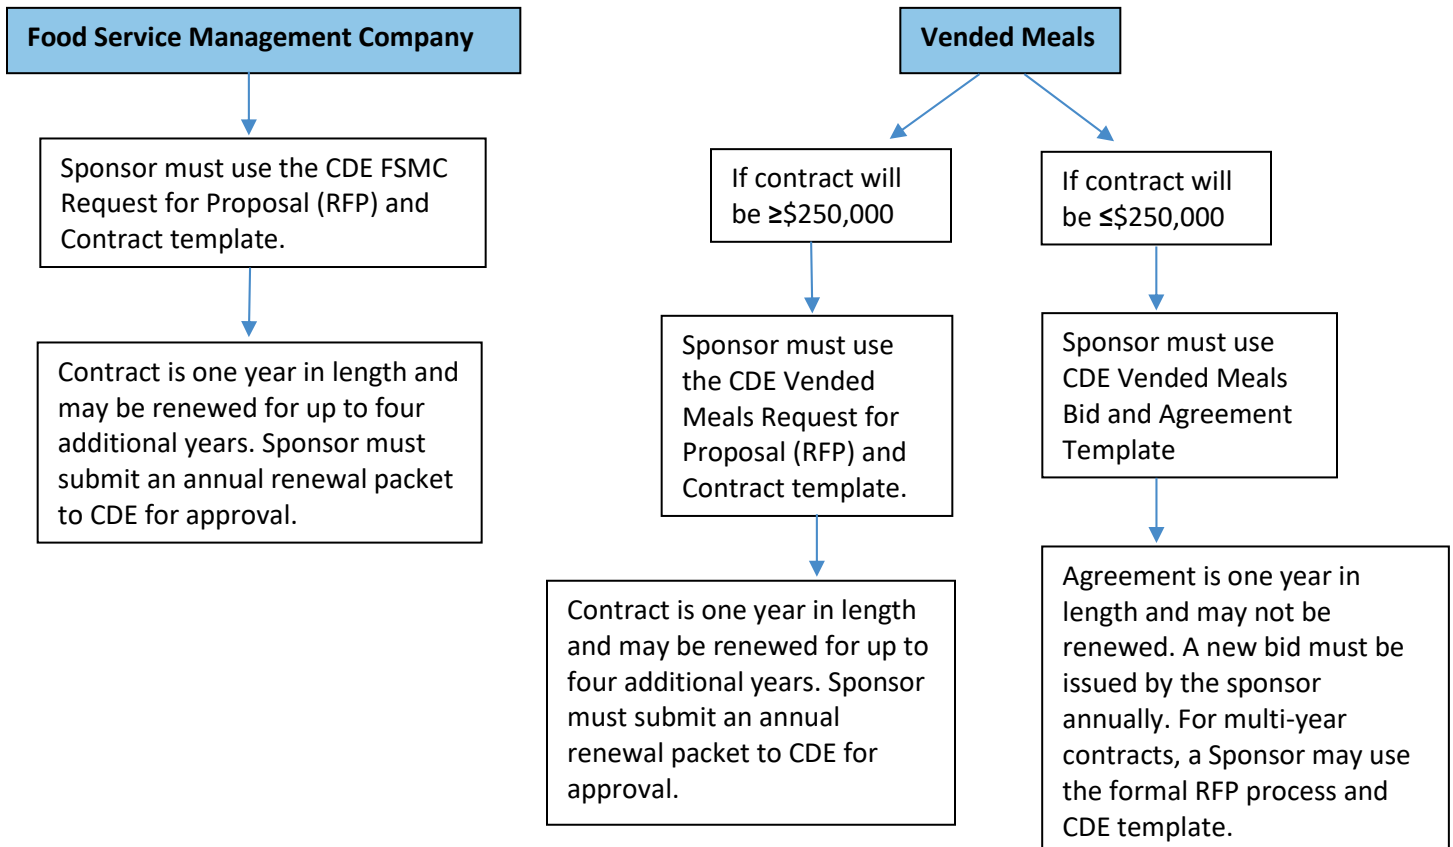 Food Service Management Company
Sponsor must use the CDE FSMC
Request for Proposal (RFP) and
Contract template.
Contract is one year in length and
may be renewed for up to four
additional years. Sponsor must
submit an annual renewal packet
to CDE for approval.
Vended Meals
If contract will
be ≥$250,000
Sponsor must use
the CDE Vended
Meals Request for
Proposal (RFP) and
Contract template.
Contract is one year in length
and may be renewed for up to
four additional years. Sponsor
must submit an annual
renewal packet to CDE for
approval.
If contract will
be ≤$250,000
Sponsor must use
CDE Vended Meals
Bid and Agreement
Template
Agreement is one year in
length and may not be
renewed. A new bid must be
issued by the sponsor
annually. For multi-year
contracts, a Sponsor may use
the formal RFP process and
CDE template.